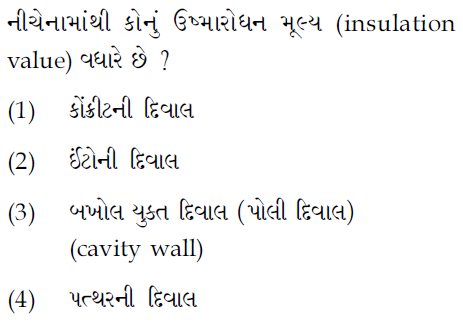 નીચેનામાંથી કોનું ઉષ્મારોધન મૂલ્ય (insulation
value) વધારે છે ?
(1) કોંક્રીટની દિવાલ
(2) ઈંટોની દિવાલ
(3) બખોલ યુક્ત દિવાલ (પોલી દિવાલ)
(cavity wall)
(4) પત્થરની દિવાલ